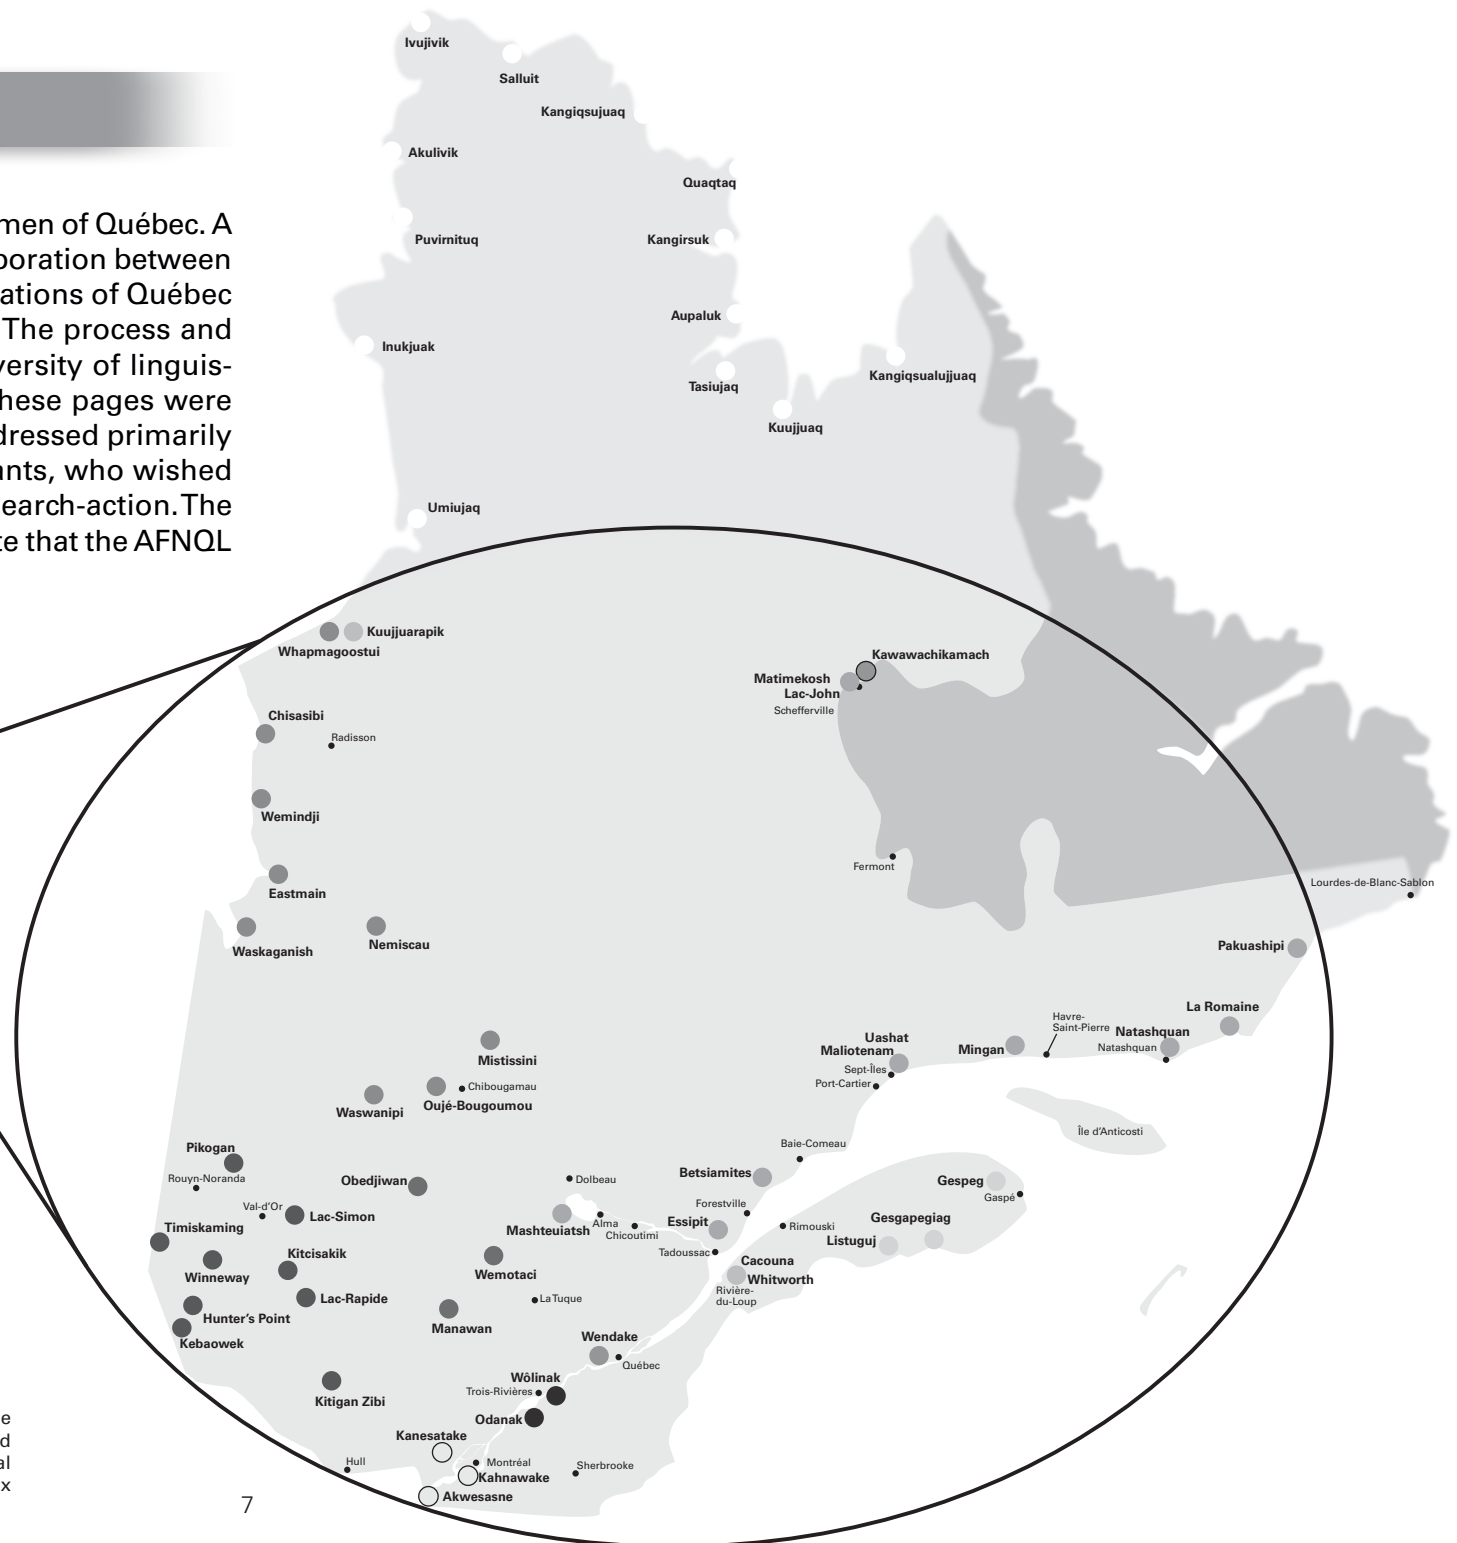 men of Québec. A
poration between
ations of Québec
The process and
versity of linguis-
hese pages were
dressed primarily
ants, who wished
earch-action. The
te that the AFNQL
Ivujivik
Salluit
Kangiqsujuaq
Akulivik
Quaqtaq
Puvirnituq
Kangirsuk
Aupaluk
Inukjuak
Tasiujaq
Kangiqsualujjuaq
Kuujjuaq
Umiujaq
Kuujjuarapik
Whapmagoostui
Kawawachikamach
Matimekosh
Lac-John
Schefferville
Chisasibi
Radisson
Wemindji
Fermont
Eastmain
Lourdes-de-Blanc-Sablon
Waskaganish
Nemiscau
Pakuashipi
La Romaine
Havre-
Saint-Pierre
Natashquan
Natashquan
Uashat
Maliotenam
Mingan
Sept-Îles
Port-Cartier
Mistissini
Chibougamau
Oujé-Bougoumou
Waswanipi
Île d'Anticosti
Baie-Comeau
Pikogan
Rouyn-Noranda
Obedjiwan
Dolbeau
Betsiamites
Gespeg
Gaspé
Forestville
Val-d'Or
Lac-Simon
Timiskaming
Mashteuiatsh
Alma
Chicoutimi
Essipit
Rimouski
Gesgapegiag
Listuguj
Tadoussac
Kitcisakik
Winneway
Wemotaci
Cacouna
Whitworth
Rivière-
du-Loup
Lac-Rapide
La Tuque
Hunter's Point
Manawan
Kebaowek
Wendake
Québec
Kitigan Zibi
Wôlinak
Trois-Rivières
Odanak
Kanesatake
Hull
Montréal
Kahnawake
Sherbrooke
Akwesasne
e
d
al
x
7